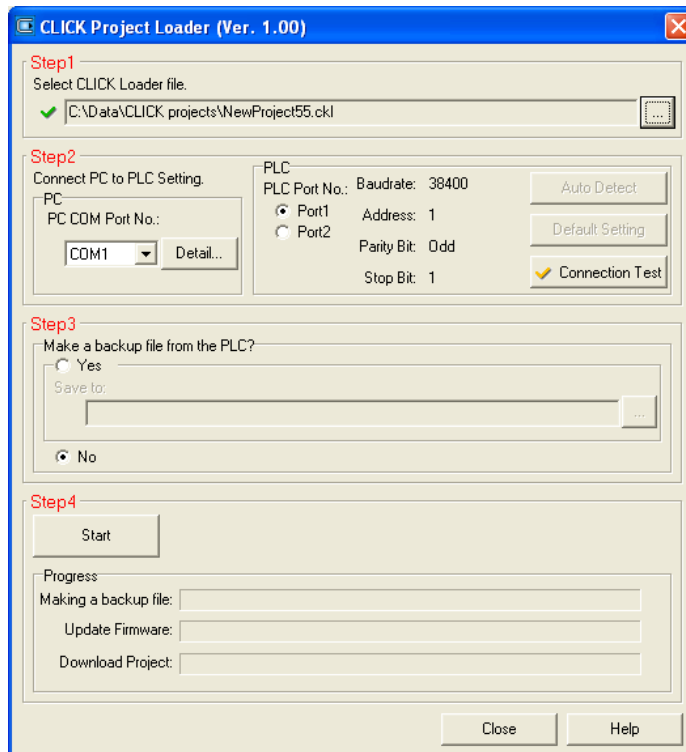 CLICK Project Loader (Ver. 1.00)
Step1
Select CLICK Loader file.
C:\Data\CLICK projects\NewProject55.ckl
...
Step2
Connect PC to PLC Setting.
PC
PC COM Port No.:
COM1
Detail...
PLC
PLC Port No.:
Port1
Port2
Baudrate: 38400
Address: 1
Parity Bit: Odd
Stop Bit: 1
Auto Detect
Default Setting
Connection Test
Step3
Make a backup file from the PLC?
Yes
Save to:
...
No
Step4
Start
Progress
Making a backup file:
Update Firmware:
Download Project:
Close
Help